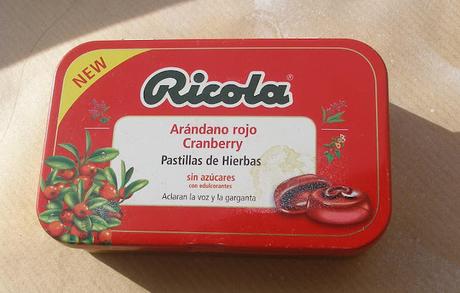 NEW
Ricola®
Arándano rojo
Cranberry
Pastillas de Hierbas
sin azúcares
con edulcorantes
Aclaran la voz y la garganta